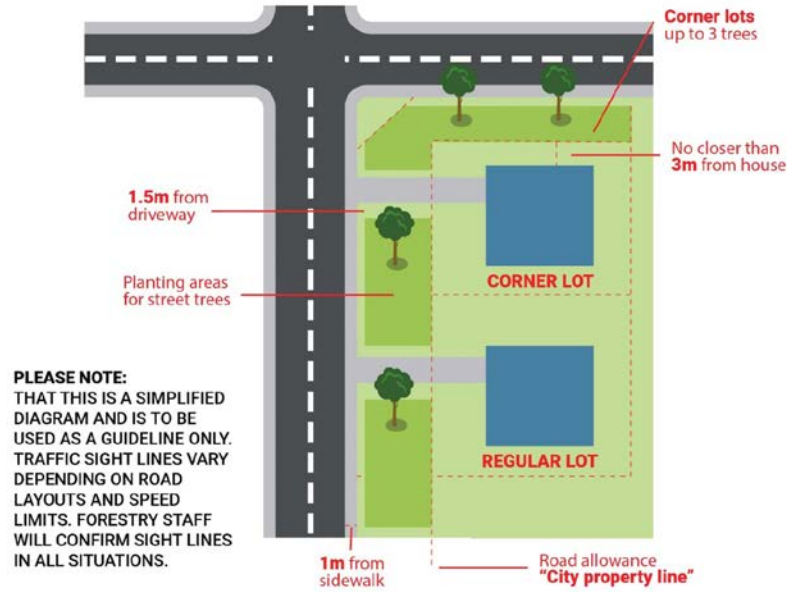 Corner lots
up to 3 trees
No closer than
3m from house
1.5m from
driveway
CORNER LOT
Planting areas
for street trees
PLEASE NOTE:
THAT THIS IS A SIMPLIFIED
DIAGRAM AND IS TO BE
USED AS A GUIDELINE ONLY.
TRAFFIC SIGHT LINES VARY
DEPENDING ON ROAD
LAYOUTS AND SPEED
LIMITS. FORESTRY STAFF
WILL CONFIRM SIGHT LINES
IN ALL SITUATIONS.
REGULAR LOT
1m from
sidewalk
Road allowance
"City property line"